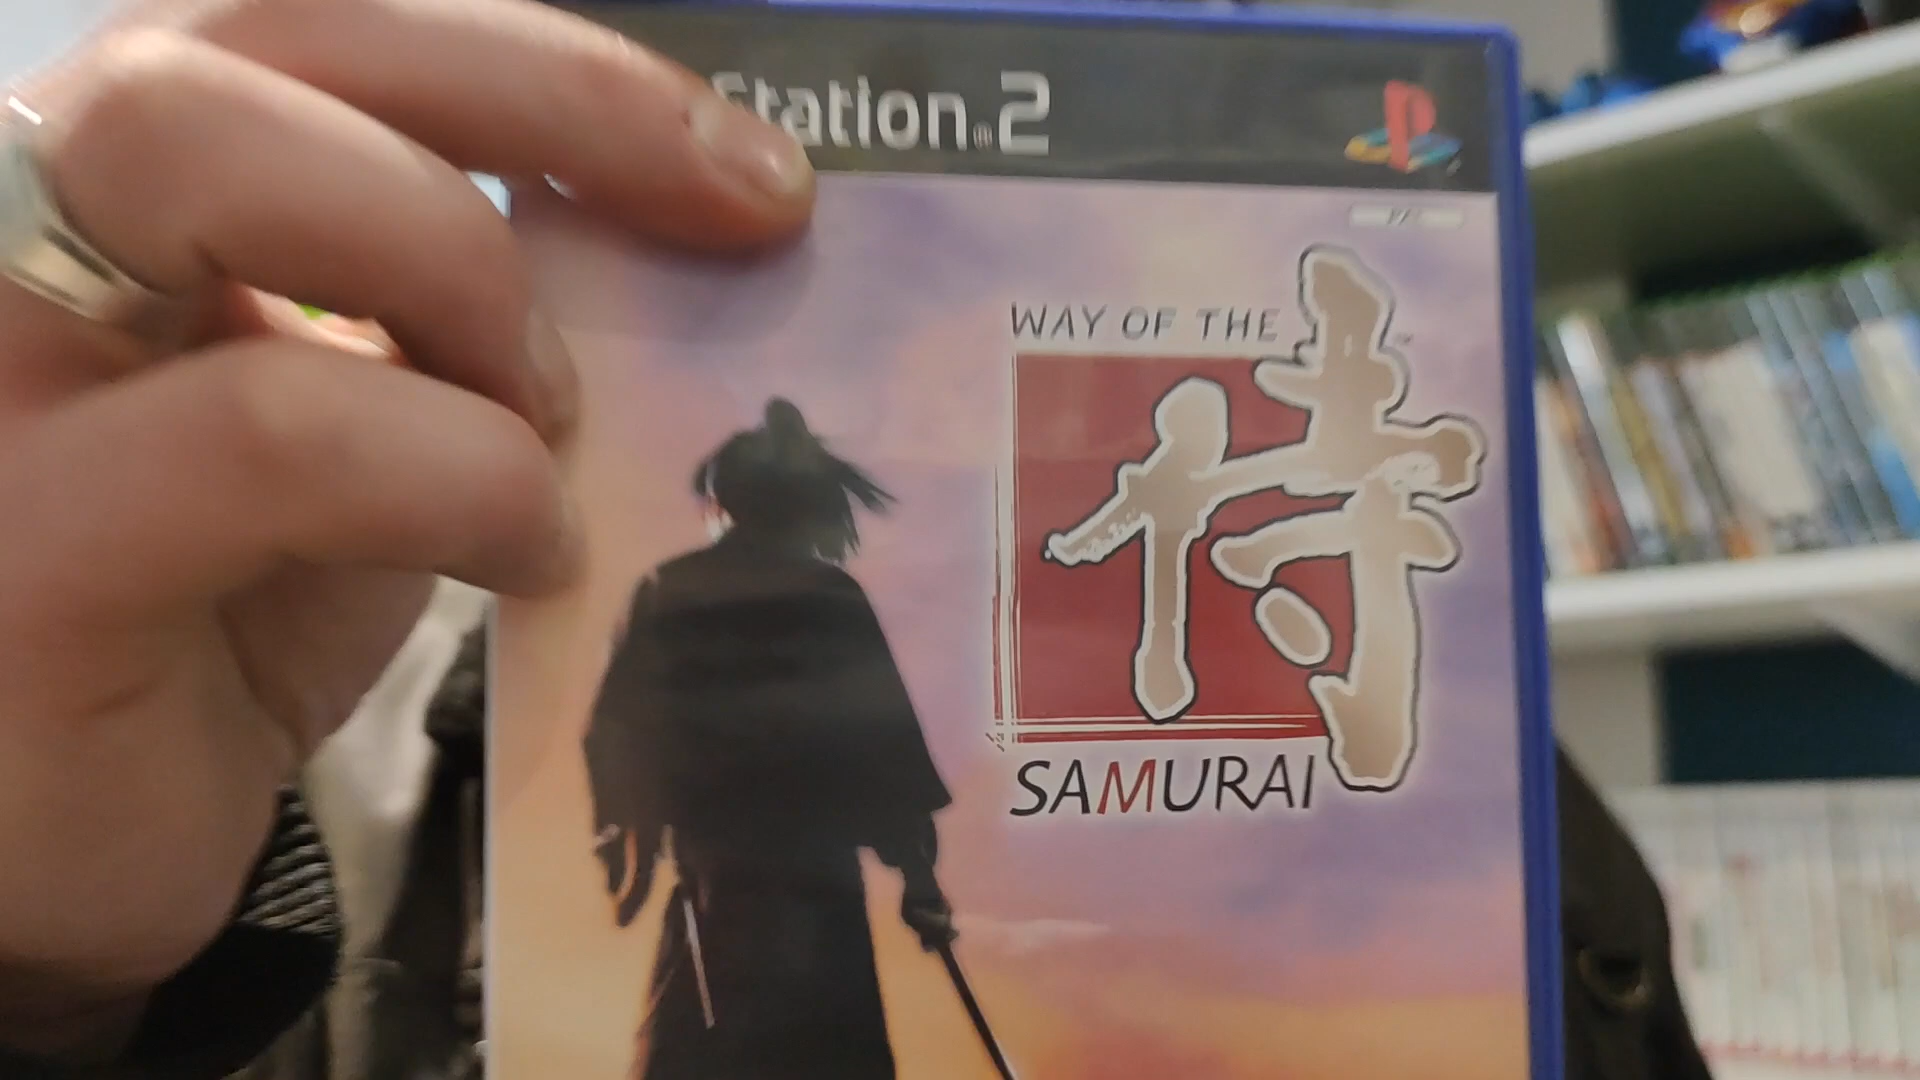 Station®2
WAY OF THE
侍
SAMURAI